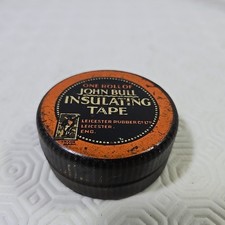 ONE ROLL OF
JOHN BULL
INSULATING
TAPE
LEICESTER RUBBER CO LTD
LEICESTER.
ENG.